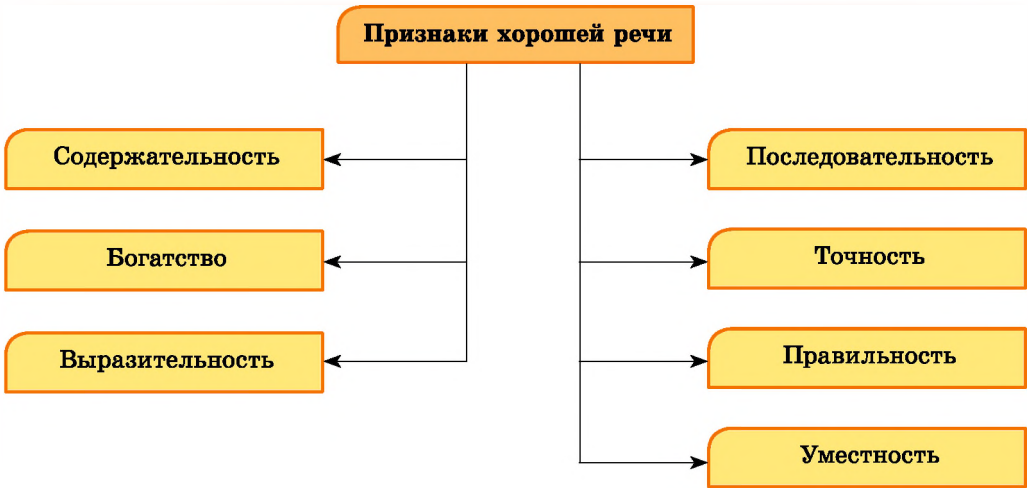 Признаки хорошей речи
Содержательность
Богатство
Выразительность
Последовательность
Точность
Правильность
Уместность